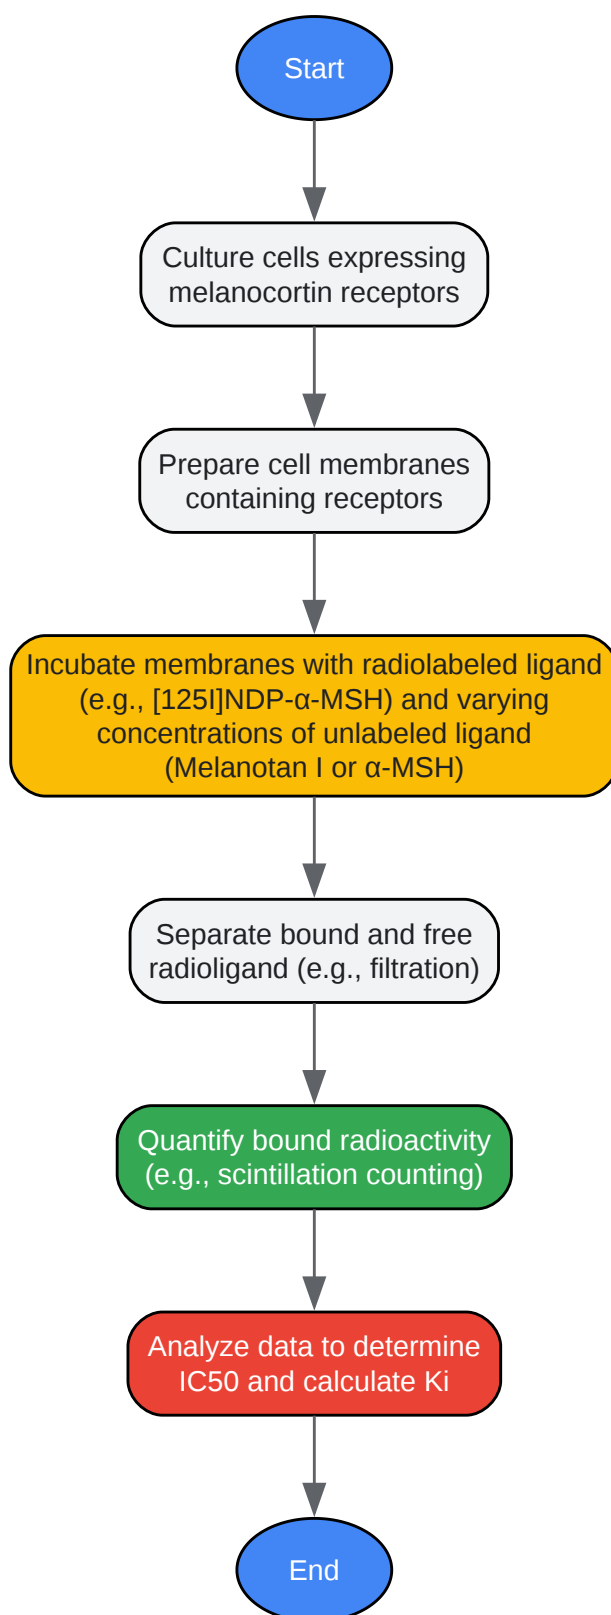 Start
Culture cells expressing
melanocortin receptors
Prepare cell membranes
containing receptors
Incubate membranes with radiolabeled ligand
(e.g., [125I]NDP-α-MSH) and varying
concentrations of unlabeled ligand
(Melanotan I or α-MSH)
Separate bound and free
radioligand (e.g., filtration)
Quantify bound radioactivity
(e.g., scintillation counting)
Analyze data to determine
IC50 and calculate Ki
End